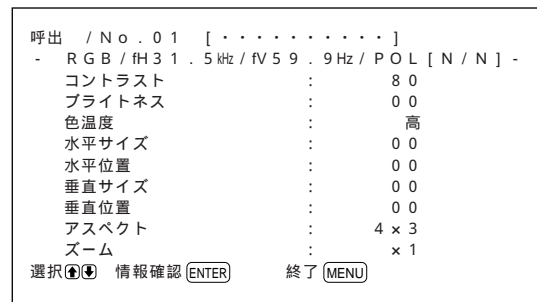 呼出 /No.01 [・・・・・・・・・・]
- RGB/fH31.5kHz/fV59.9Hz/POL[N/N]-
コントラスト : 80
ブライトネス : 00
色温度 : 高
水平サイズ : 00
水平位置 : 00
垂直サイズ : 00
垂直位置 : 00
アスペクト : 4×3
ズーム : ×1
選択⬆⬇ 情報確認 ENTER 終了 MENU